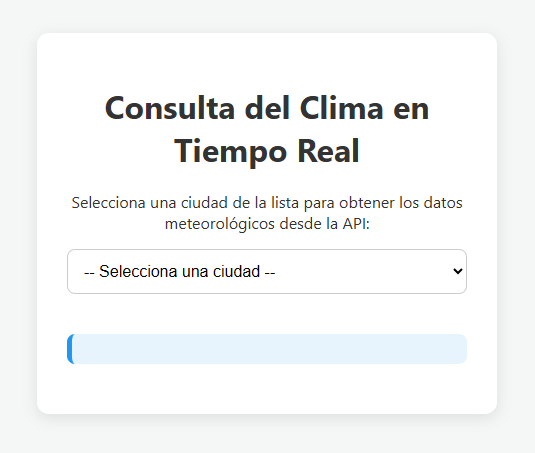 Consulta del Clima en
Tiempo Real
Selecciona una ciudad de la lista para obtener los datos
meteorológicos desde la API:
-- Selecciona una ciudad --